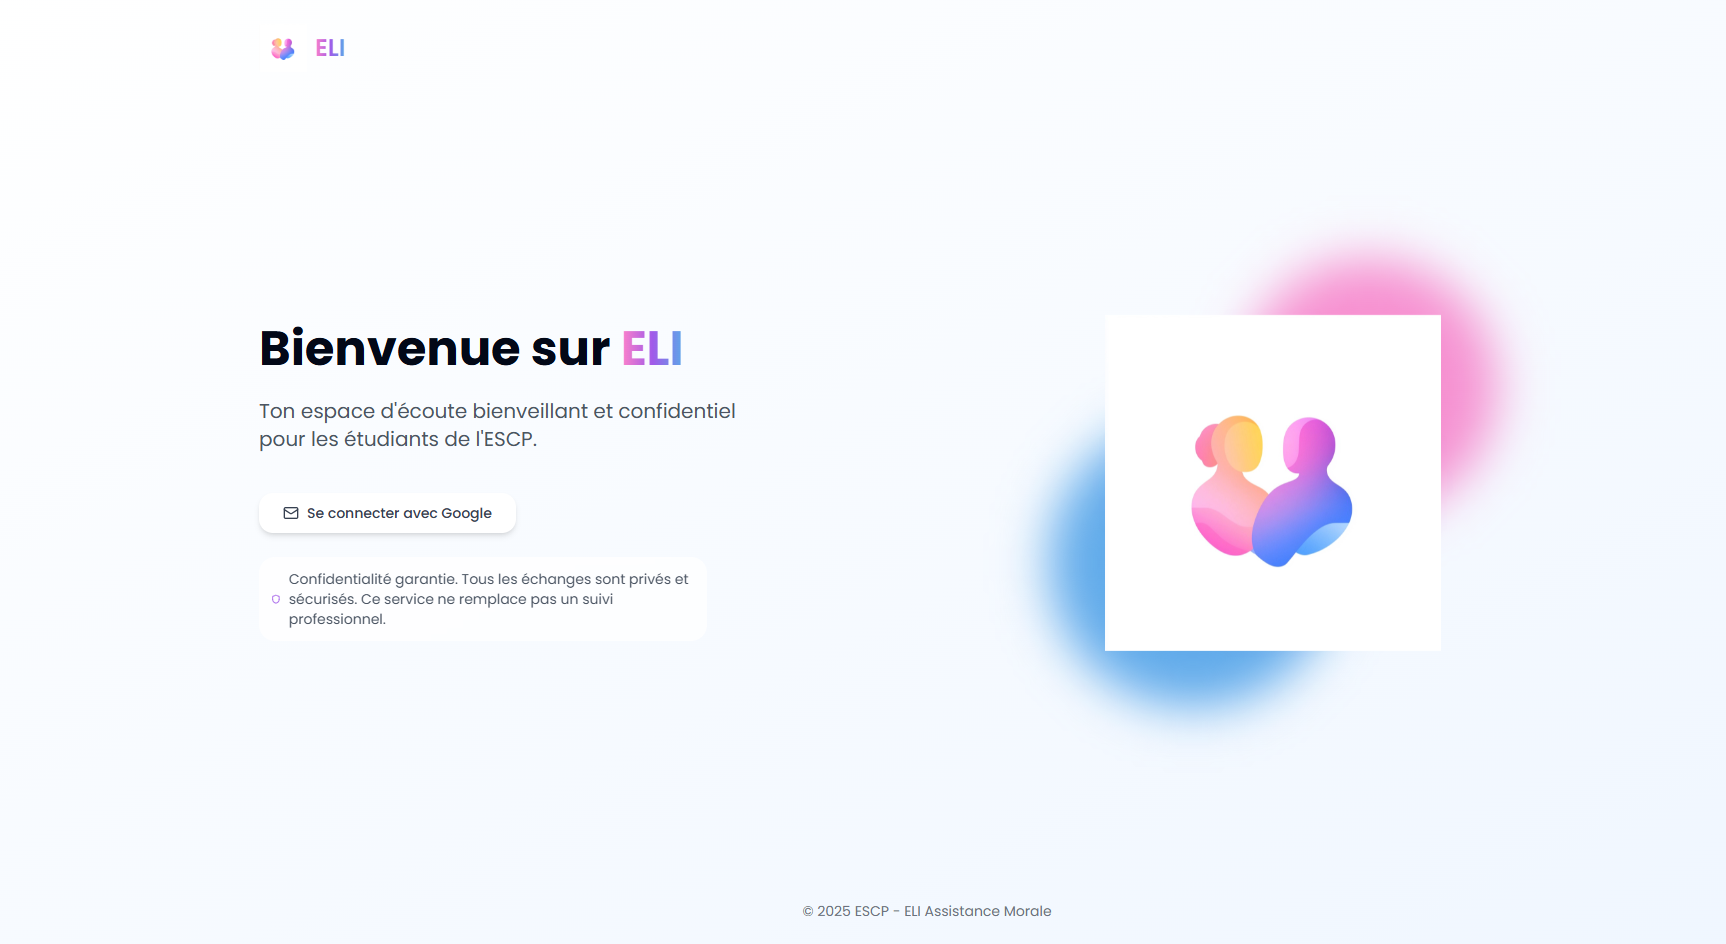 ELI
Bienvenue sur ELI
Ton espace d'écoute bienveillant et confidentiel
pour les étudiants de l'ESCP.
Se connecter avec Google
Confidentialité garantie. Tous les échanges sont privés et
sécurisés. Ce service ne remplace pas un suivi
professionnel.
© 2025 ESCP - ELI Assistance Morale